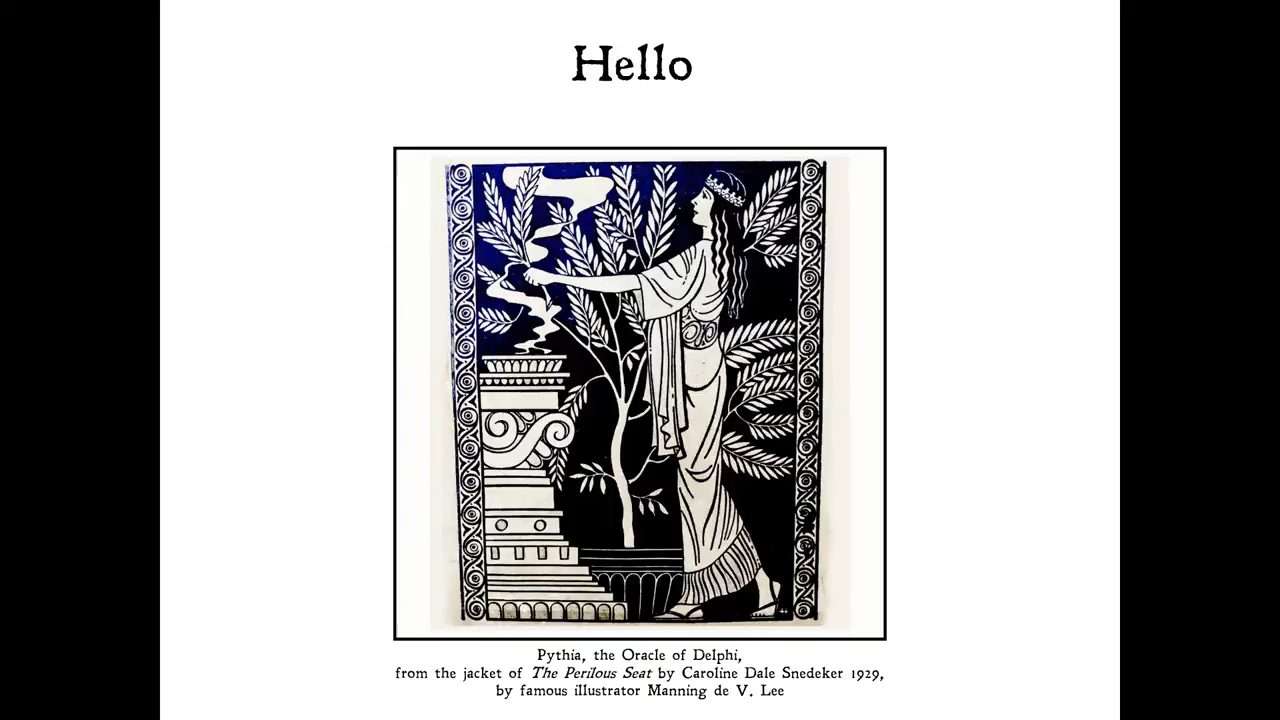 Hello
Pythia, the Oracle of Delphi,
from the jacket of The Perilous Seat by Caroline Dale Snedeker 1929,
by famous illustrator Manning de V. Lee